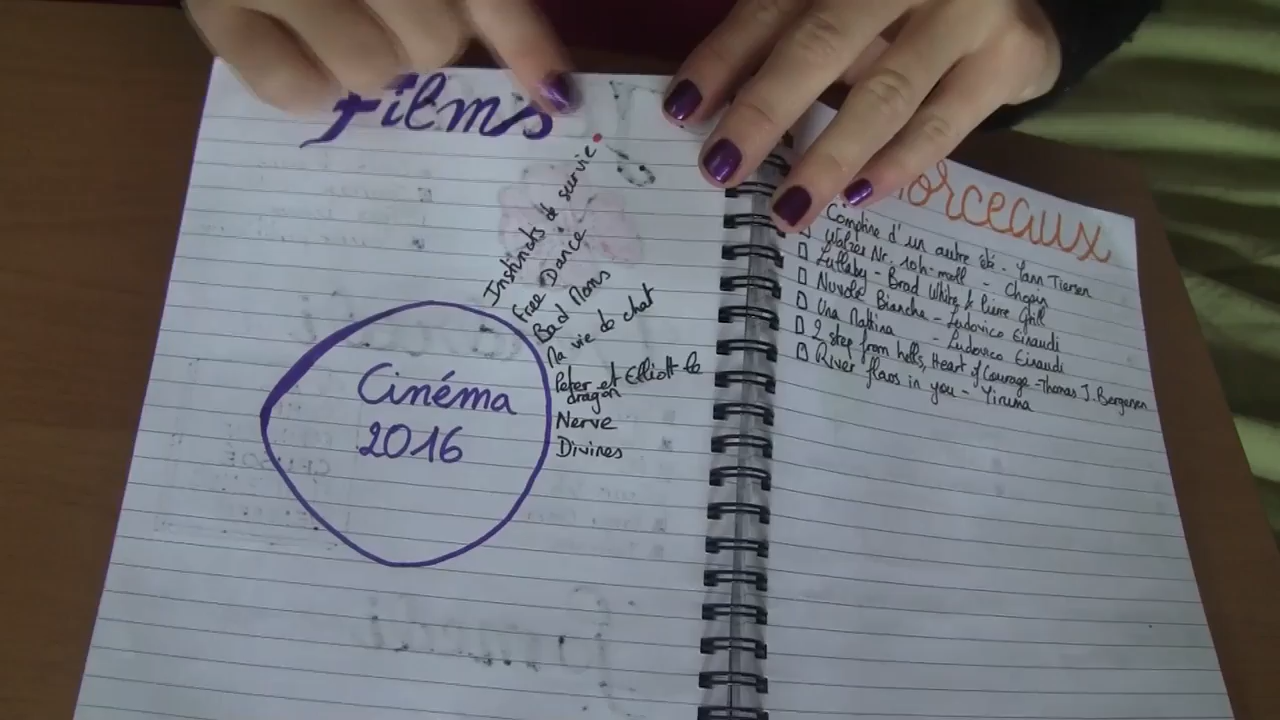 Films
Instincts de survie
Free Dance
Bad Moms
Ma vie de chat
Peter et Elliott le
dragon
Nerve
Divines
Cinéma
2016
Morceaux
Comptine d'un autre été - Yann Tiersen
Walzer Nr. 10 h-moll - Chopin
Lullaby - Brad White & Pierre Grill
Nuvole Bianche - Ludovico Einaudi
Una Mattina - Ludovico Einaudi
2 step from hells, Heart of Courage - Thomas J. Bergersen
River flows in you - Yiruma